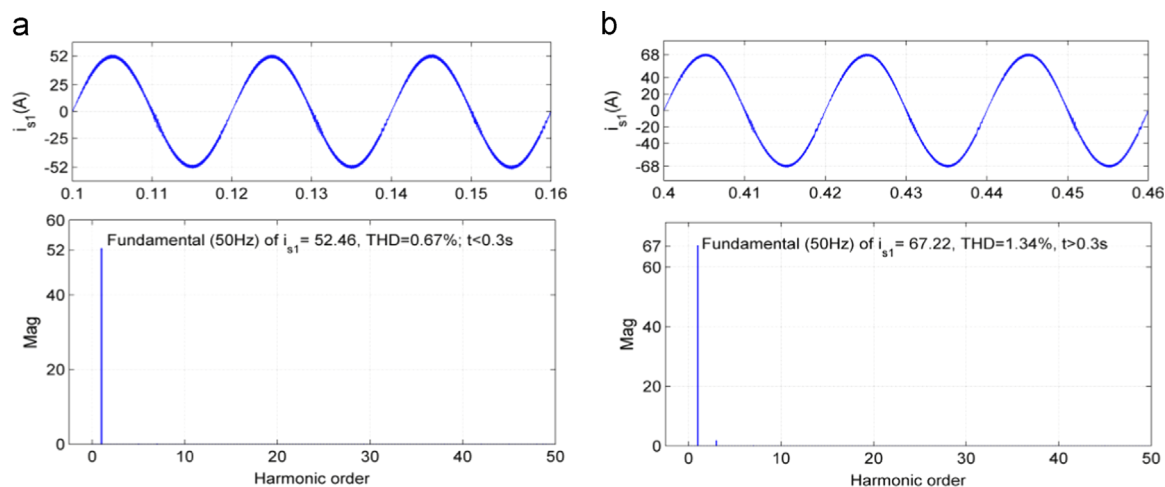 a
i_s1(A)
52
25
0
-25
-52
0.1 0.11 0.12 0.13 0.14 0.15 0.16
Fundamental (50Hz) of i_s1= 52.46, THD=0.67%; t<0.3s
Mag
60
52
40
20
0
0 10 20 30 40 50
Harmonic order
b
i_s1(A)
68
40
20
0
-20
-40
-68
0.4 0.41 0.42 0.43 0.44 0.45 0.46
Fundamental (50Hz) of i_s1= 67.22, THD=1.34%, t>0.3s
Mag
67
60
40
20
0
0 10 20 30 40 50
Harmonic order